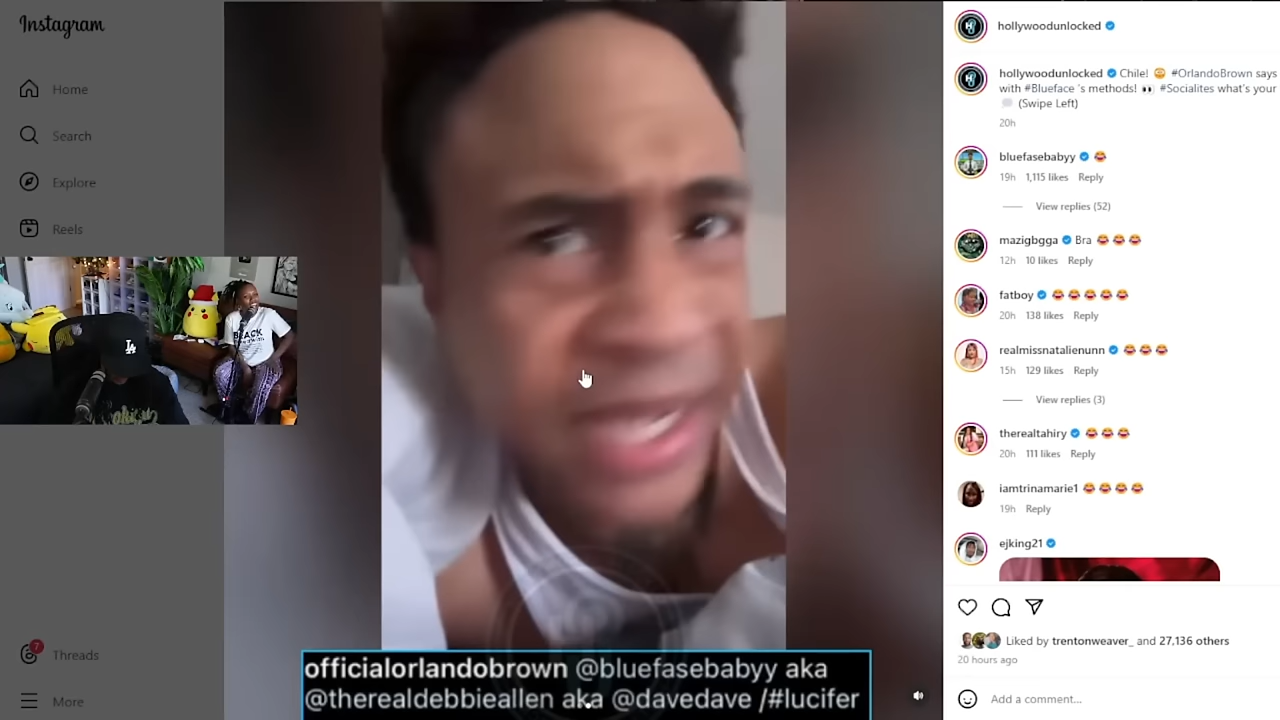 Instagram
Home
Search
Explore
Reels
7
Threads
More
BLACK
LA
officialorlandobrown @bluefasebabyy aka
@therealdebbieallen aka @davedave /#lucifer
hollywoodunlocked
hollywoodunlocked Chile! 🤯 #OrlandoBrown says
with #Blueface 's methods! 👀 #Socialites what's your
💬 (Swipe Left)
20h
bluefasebabyy 😂
19h 1,115 likes Reply
View replies (52)
mazigbgga Bra 😂😂😂
12h 10 likes Reply
fatboy 😂😂😂😂😂
20h 138 likes Reply
realmissnatalienunn 😂😂😂
15h 129 likes Reply
View replies (3)
therealtahiry 😂😂😂
20h 111 likes Reply
iamtrinamarie1 😂😂😂😂
19h Reply
ejking21
Liked by trentonweaver_ and 27,136 others
20 hours ago
Add a comment...